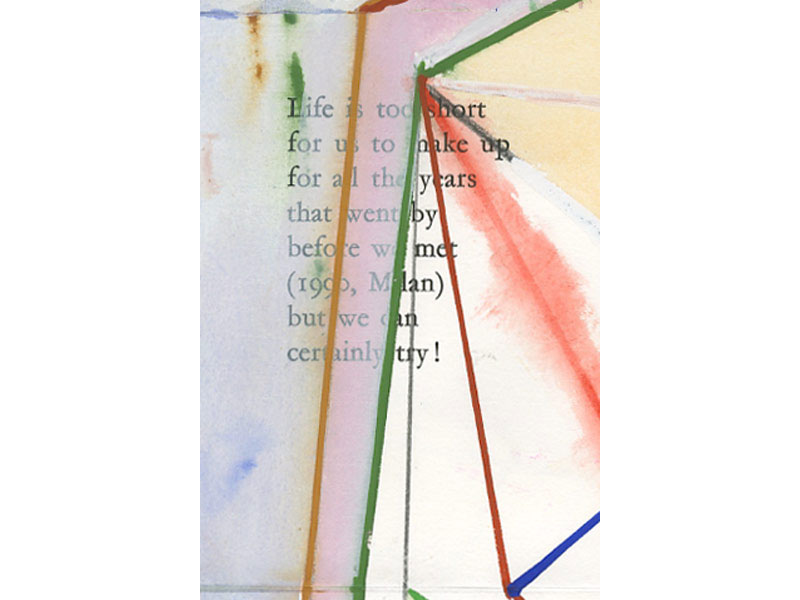 Life is too short
for us to make up
for all the years
that went by
before we met
(1990, Milan)
but we can
certainly try!